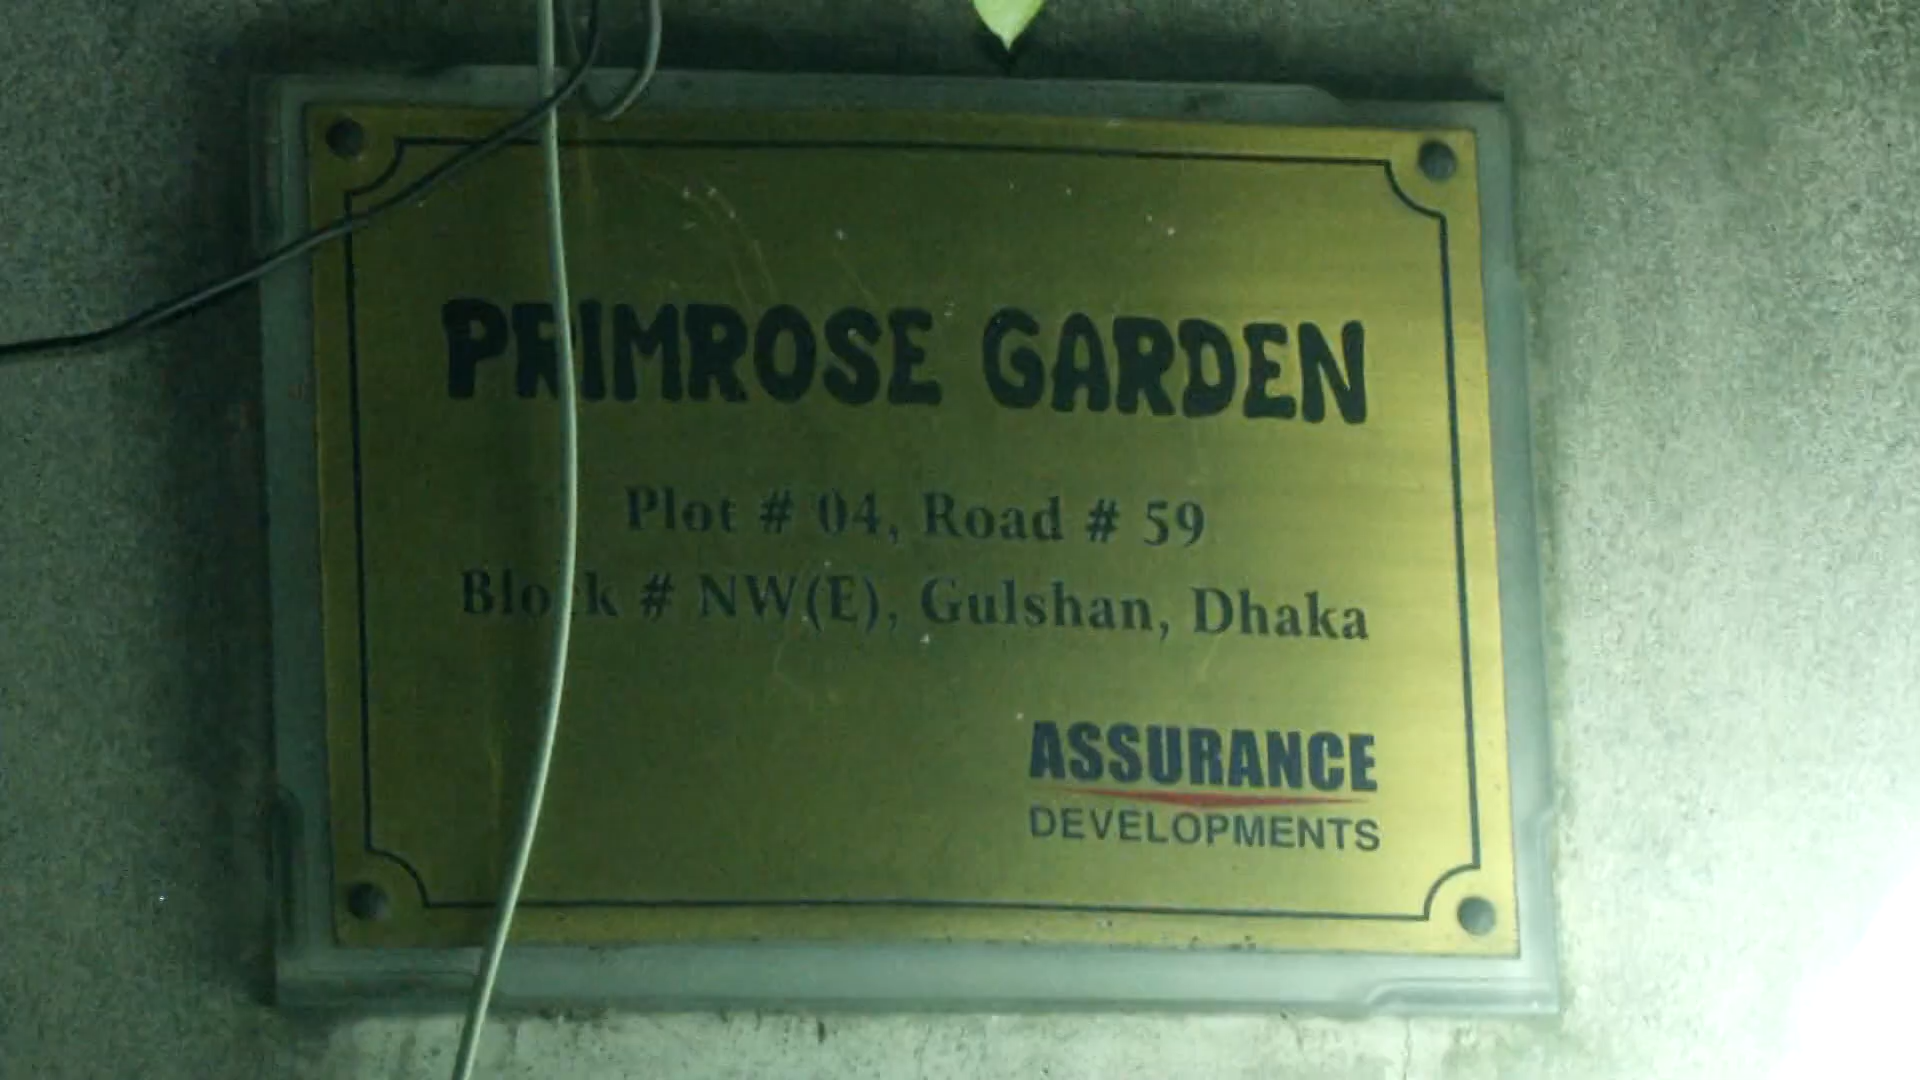 PRIMROSE GARDEN
Plot # 04, Road # 59
Block # NW(E), Gulshan, Dhaka
ASSURANCE
DEVELOPMENTS